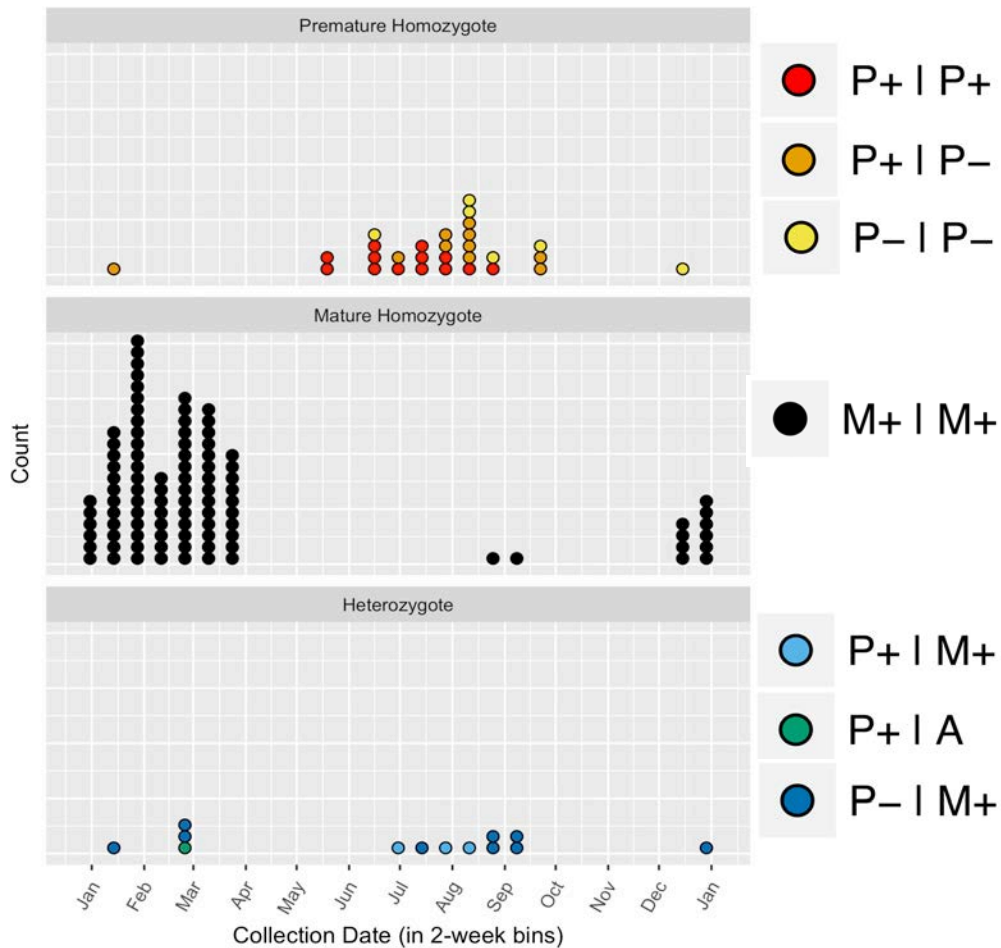 Premature Homozygote
P+ | P+
P+ | P−
P− | P−
Mature Homozygote
M+ | M+
Count
Heterozygote
P+ | M+
P+ | A
P− | M+
Jan Feb Mar Apr May Jun Jul Aug Sep Oct Nov Dec Jan
Collection Date (in 2-week bins)